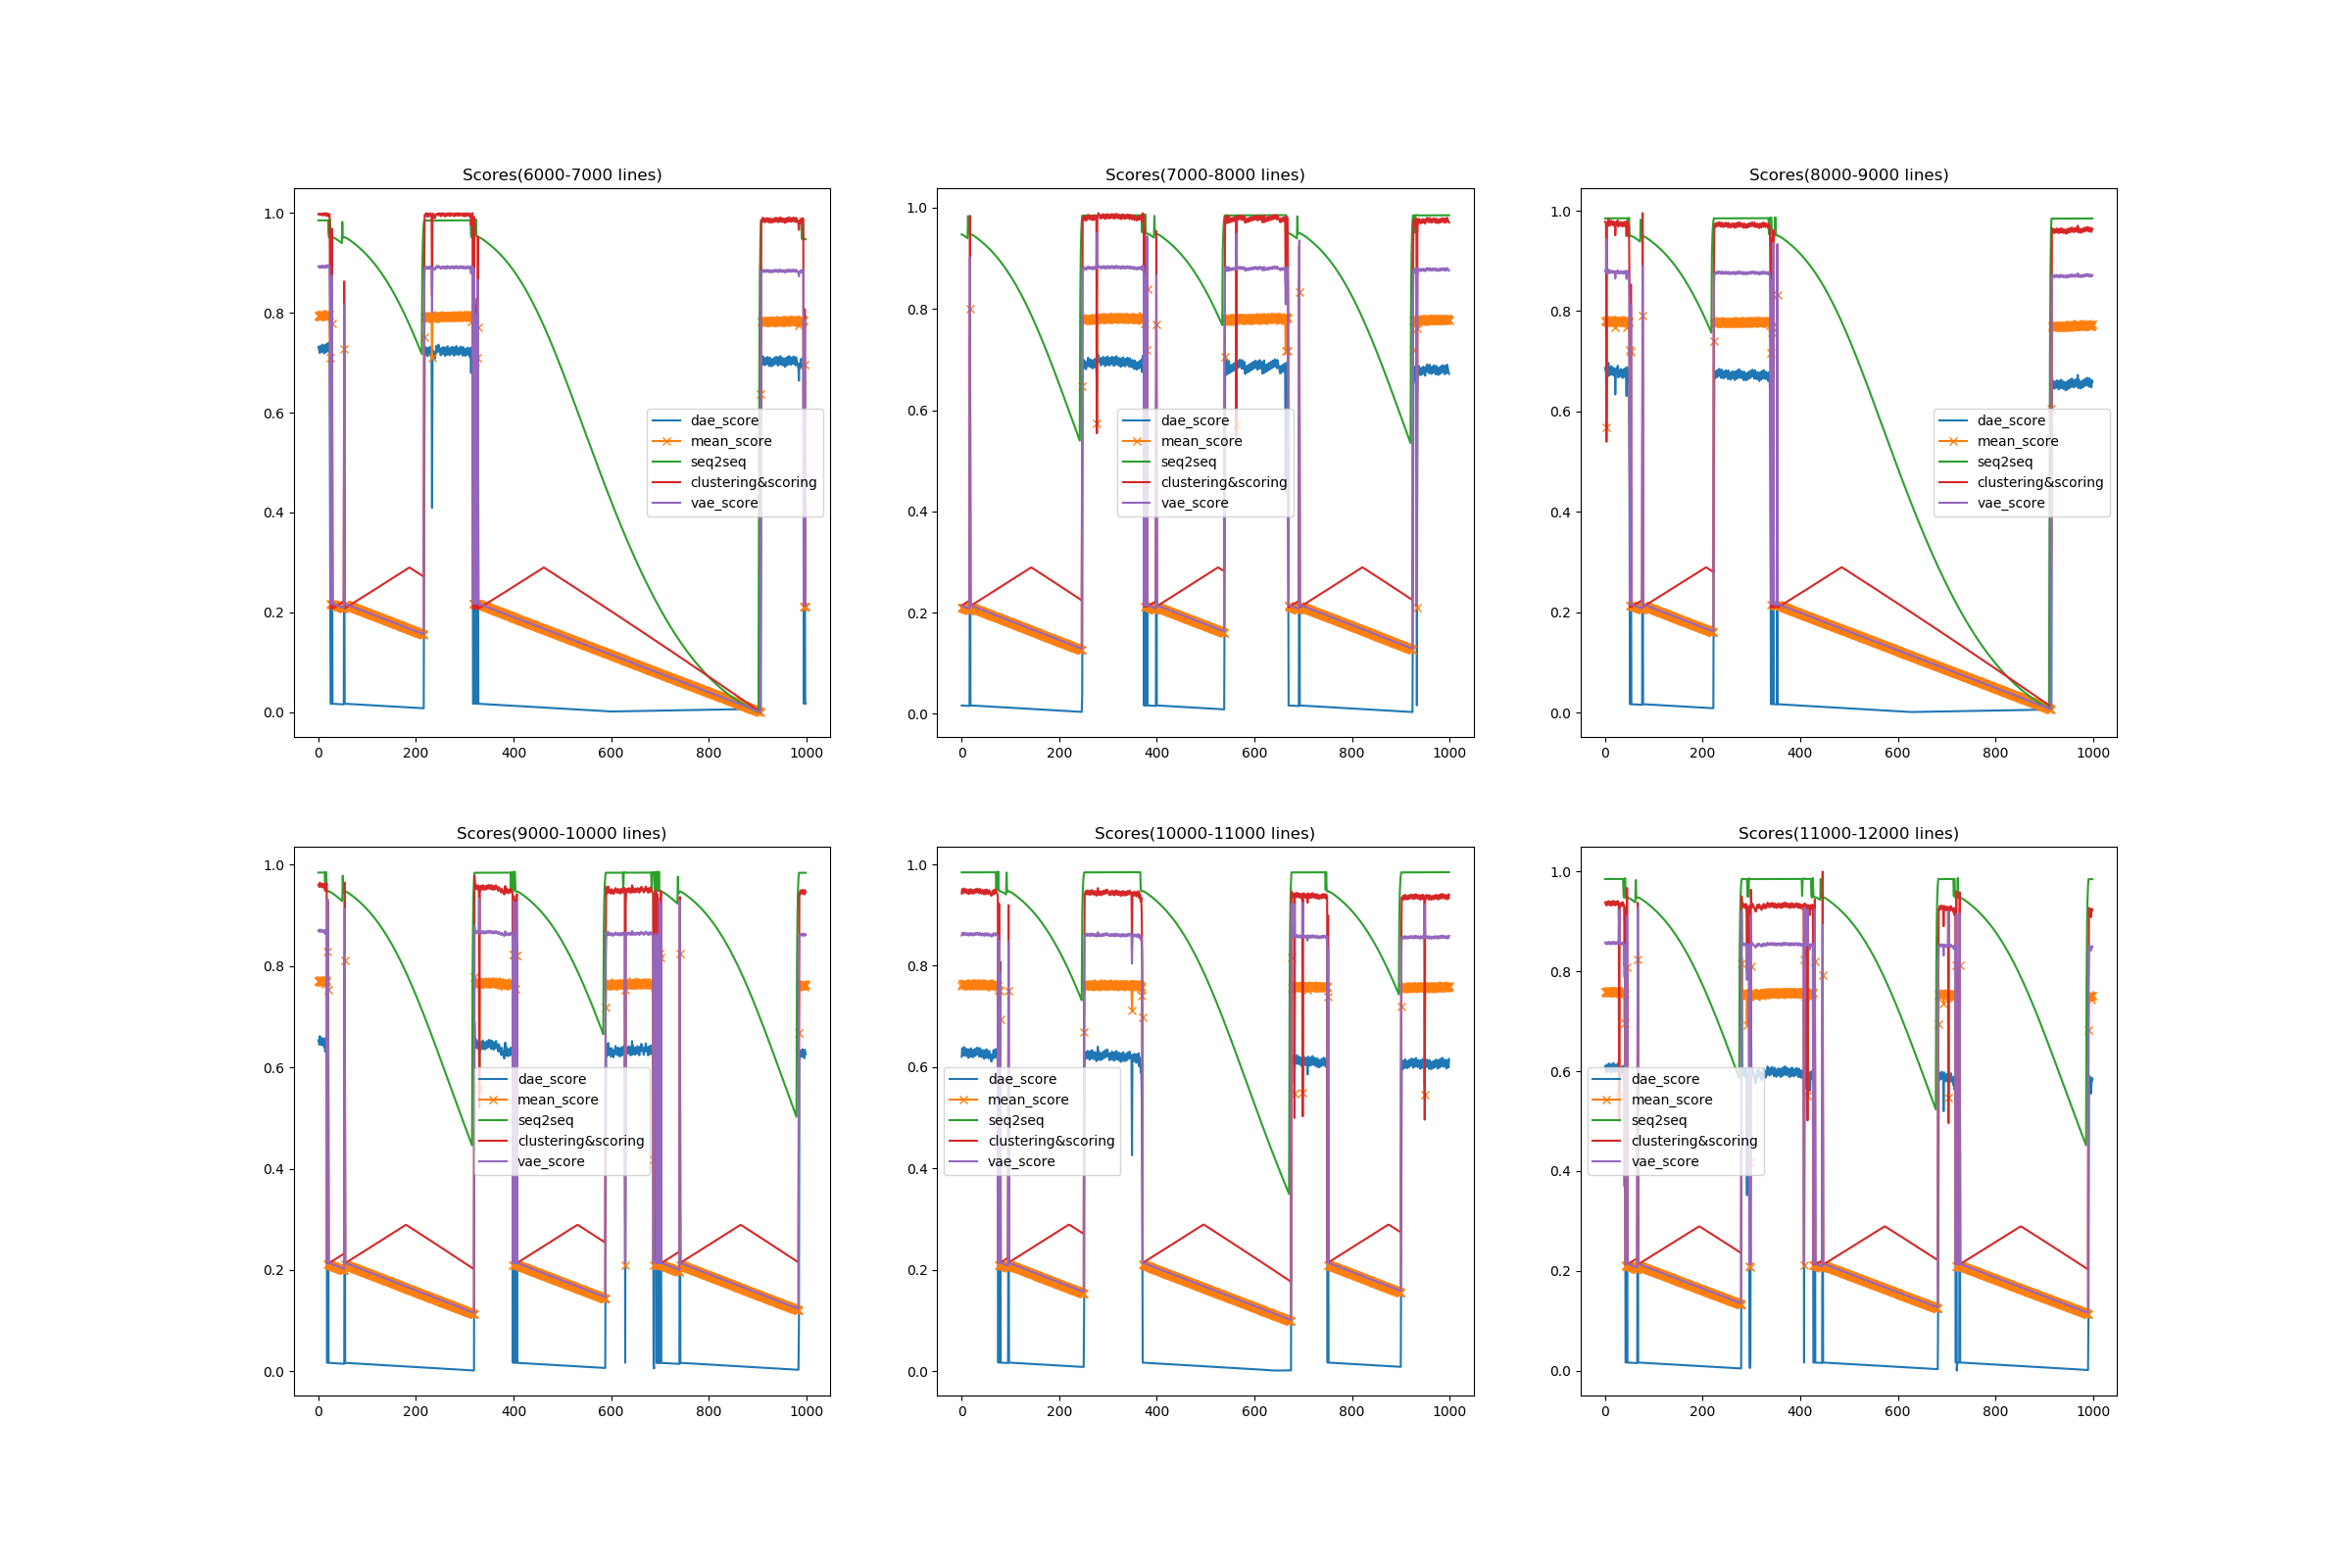 Scores(6000-7000 lines)
1.0
0.8
0.6
0.4
0.2
0.0
0 200 400 600 800 1000
dae_score
mean_score
seq2seq
clustering&scoring
vae_score
Scores(7000-8000 lines)
1.0
0.8
0.6
0.4
0.2
0.0
0 200 400 600 800 1000
dae_score
mean_score
seq2seq
clustering&scoring
vae_score
Scores(8000-9000 lines)
1.0
0.8
0.6
0.4
0.2
0.0
0 200 400 600 800 1000
dae_score
mean_score
seq2seq
clustering&scoring
vae_score
Scores(9000-10000 lines)
1.0
0.8
0.6
0.4
0.2
0.0
0 200 400 600 800 1000
dae_score
mean_score
seq2seq
clustering&scoring
vae_score
Scores(10000-11000 lines)
1.0
0.8
0.6
0.4
0.2
0.0
0 200 400 600 800 1000
dae_score
mean_score
seq2seq
clustering&scoring
vae_score
Scores(11000-12000 lines)
1.0
0.8
0.6
0.4
0.2
0.0
0 200 400 600 800 1000
dae_score
mean_score
seq2seq
clustering&scoring
vae_score